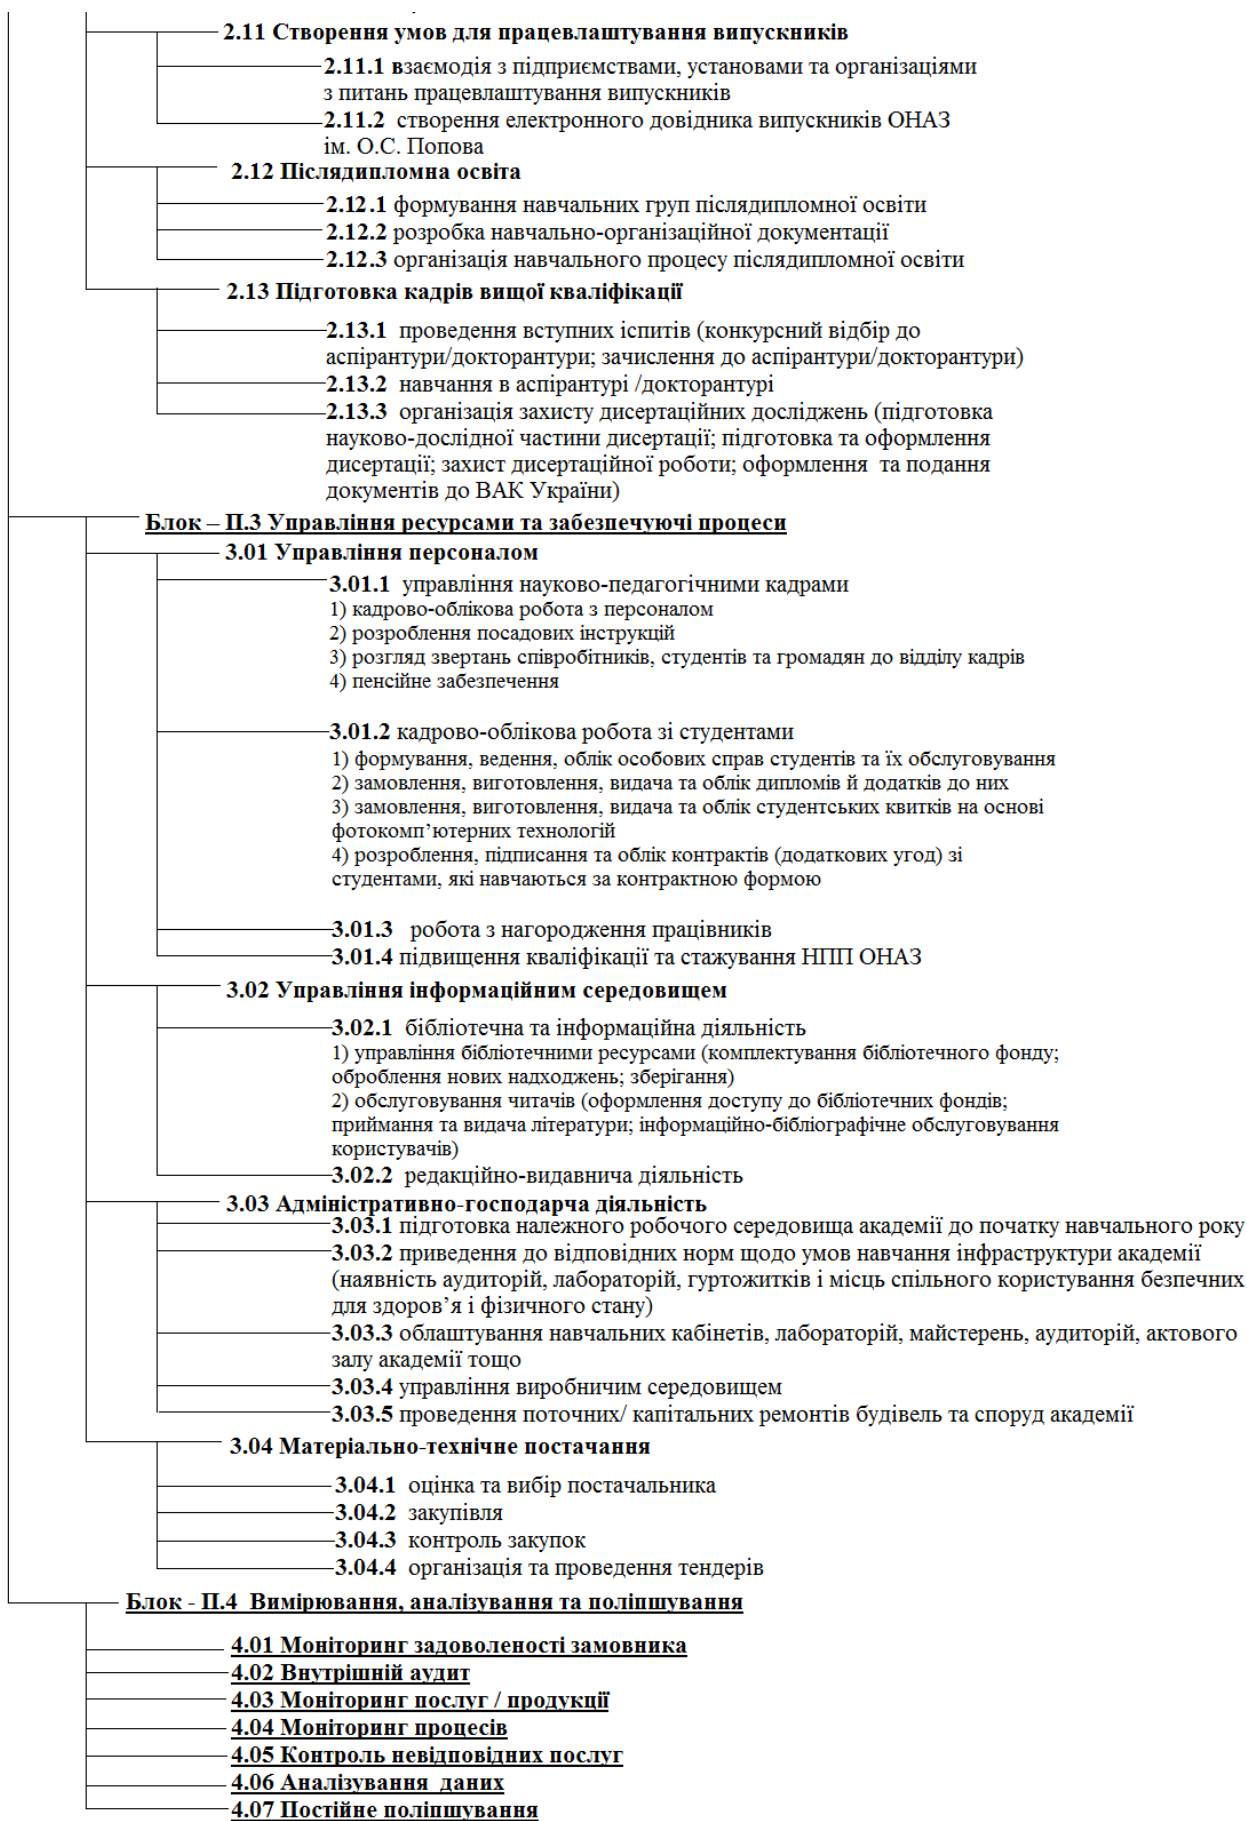 2.11 Створення умов для працевлаштування випускників
2.11.1 взаємодія з підприємствами, установами та організаціями
з питань працевлаштування випускників
2.11.2 створення електронного довідника випускників ОНАЗ
ім. О.С. Попова
2.12 Післядипломна освіта
2.12.1 формування навчальних груп післядипломної освіти
2.12.2 розробка навчально-організаційної документації
2.12.3 організація навчального процесу післядипломної освіти
2.13 Підготовка кадрів вищої кваліфікації
2.13.1 проведення вступних іспитів (конкурсний відбір до
аспірантури/докторантури; зачислення до аспірантури/докторантури)
2.13.2 навчання в аспірантурі /докторантурі
2.13.3 організація захисту дисертаційних досліджень (підготовка
науково-дослідної частини дисертації; підготовка та оформлення
дисертації; захист дисертаційної роботи; оформлення та подання
документів до ВАК України)
Блок – П.3 Управління ресурсами та забезпечуючі процеси
3.01 Управління персоналом
3.01.1 управління науково-педагогічними кадрами
1) кадрово-облікова робота з персоналом
2) розроблення посадових інструкцій
3) розгляд звертань співробітників, студентів та громадян до відділу кадрів
4) пенсійне забезпечення
3.01.2 кадрово-облікова робота зі студентами
1) формування, ведення, облік особових справ студентів та їх обслуговування
2) замовлення, виготовлення, видача та облік дипломів й додатків до них
3) замовлення, виготовлення, видача та облік студентських квитків на основі
фотокомп’ютерних технологій
4) розроблення, підписання та облік контрактів (додаткових угод) зі
студентами, які навчаються за контрактною формою
3.01.3 робота з нагородження працівників
3.01.4 підвищення кваліфікації та стажування НПП ОНАЗ
3.02 Управління інформаційним середовищем
3.02.1 бібліотечна та інформаційна діяльність
1) управління бібліотечними ресурсами (комплектування бібліотечного фонду;
оброблення нових надходжень; зберігання)
2) обслуговування читачів (оформлення доступу до бібліотечних фондів;
приймання та видача літератури; інформаційно-бібліографічне обслуговування
користувачів)
3.02.2 редакційно-видавнича діяльність
3.03 Адміністративно-господарча діяльність
3.03.1 підготовка належного робочого середовища академії до початку навчального року
3.03.2 приведення до відповідних норм щодо умов навчання інфраструктури академії
(наявність аудиторій, лабораторій, гуртожитків і місць спільного користування безпечних
для здоров’я і фізичного стану)
3.03.3 облаштування навчальних кабінетів, лабораторій, майстерень, аудиторій, актового
залу академії тощо
3.03.4 управління виробничим середовищем
3.03.5 проведення поточних/ капітальних ремонтів будівель та споруд академії
3.04 Матеріально-технічне постачання
3.04.1 оцінка та вибір постачальника
3.04.2 закупівля
3.04.3 контроль закупок
3.04.4 організація та проведення тендерів
Блок - П.4 Вимірювання, аналізування та поліпшування
4.01 Моніторинг задоволеності замовника
4.02 Внутрішній аудит
4.03 Моніторинг послуг / продукції
4.04 Моніторинг процесів
4.05 Контроль невідповідних послуг
4.06 Аналізування даних
4.07 Постійне поліпшування